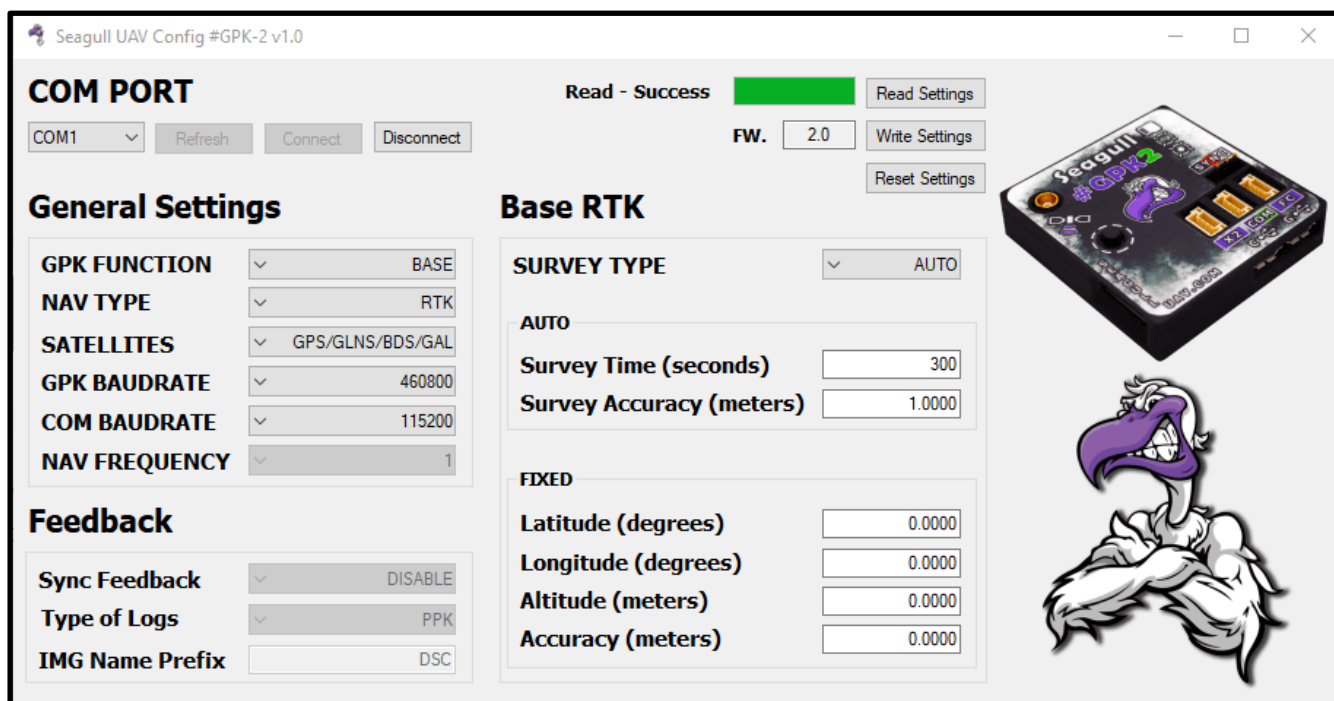 Seagull UAV Config #GPK-2 v1.0
COM PORT
Read - Success
Read Settings
COM1
Refresh
Connect
Disconnect
FW.
2.0
Write Settings
Reset Settings
General Settings
GPK FUNCTION
BASE
NAV TYPE
RTK
SATELLITES
GPS/GLNS/BDS/GAL
GPK BAUDRATE
460800
COM BAUDRATE
115200
NAV FREQUENCY
1
Feedback
Sync Feedback
DISABLE
Type of Logs
PPK
IMG Name Prefix
DSC
Base RTK
SURVEY TYPE
AUTO
AUTO
Survey Time (seconds)
300
Survey Accuracy (meters)
1.0000
FIXED
Latitude (degrees)
0.0000
Longitude (degrees)
0.0000
Altitude (meters)
0.0000
Accuracy (meters)
0.0000
Seagull
#GPK2
SYNC
X2 COM FC